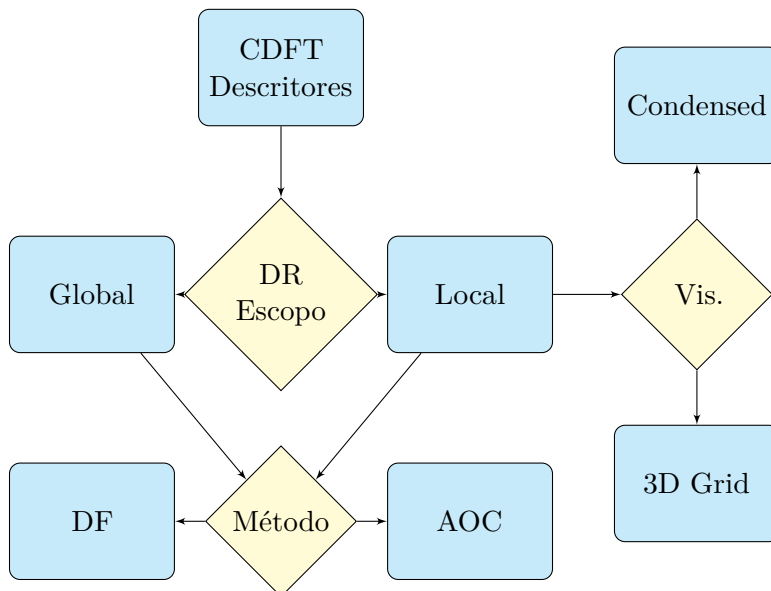 CDFT
Descritores
Condensed
Global
DR
Escopo
Local
Vis.
3D Grid
DF
Método
AOC